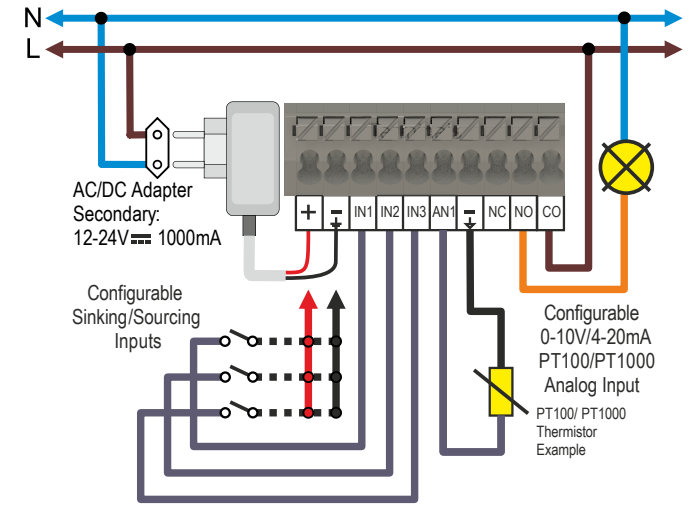 N
L
AC/DC Adapter
Secondary:
12-24V 1000mA
+ - IN1 IN2 IN3 AN1 - NC NO CO
Configurable
Sinking/Sourcing
Inputs
Configurable
0-10V/4-20mA
PT100/PT1000
Analog Input
PT100/ PT1000
Thermistor
Example